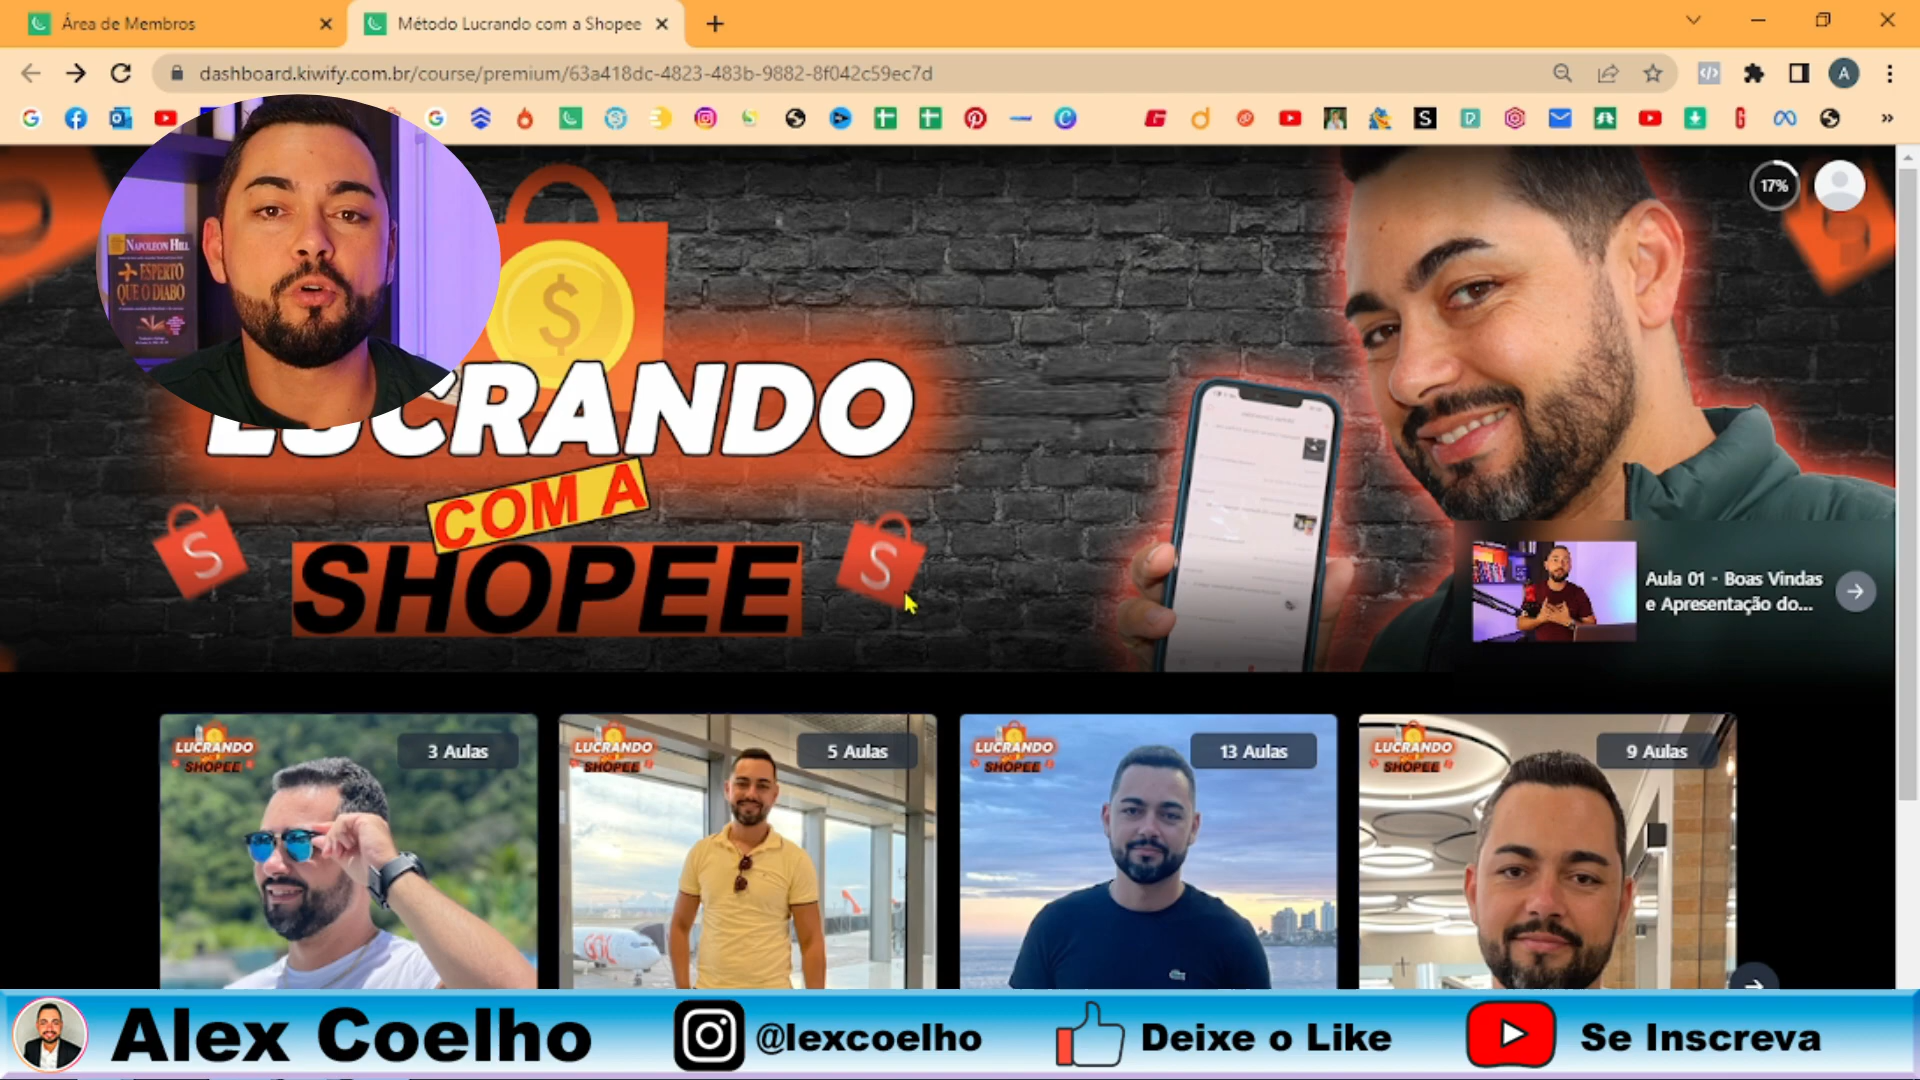 Área de Membros
Método Lucrando com a Shopee
dashboard.kiwify.com.br/course/premium/63a418dc-4823-483b-9882-8f042c59ec7d
A
17%
NAPOLEON HILL
+ ESPERTO
QUE O DIABO
$
LUCRANDO
COM A
SHOPEE
S
S
Aula 01 - Boas Vindas
e Apresentação do...
LUCRANDO
SHOPEE
3 Aulas
LUCRANDO
SHOPEE
5 Aulas
LUCRANDO
SHOPEE
13 Aulas
LUCRANDO
SHOPEE
9 Aulas
GOL
Alex Coelho
@lexcoelho
Deixe o Like
Se Inscreva